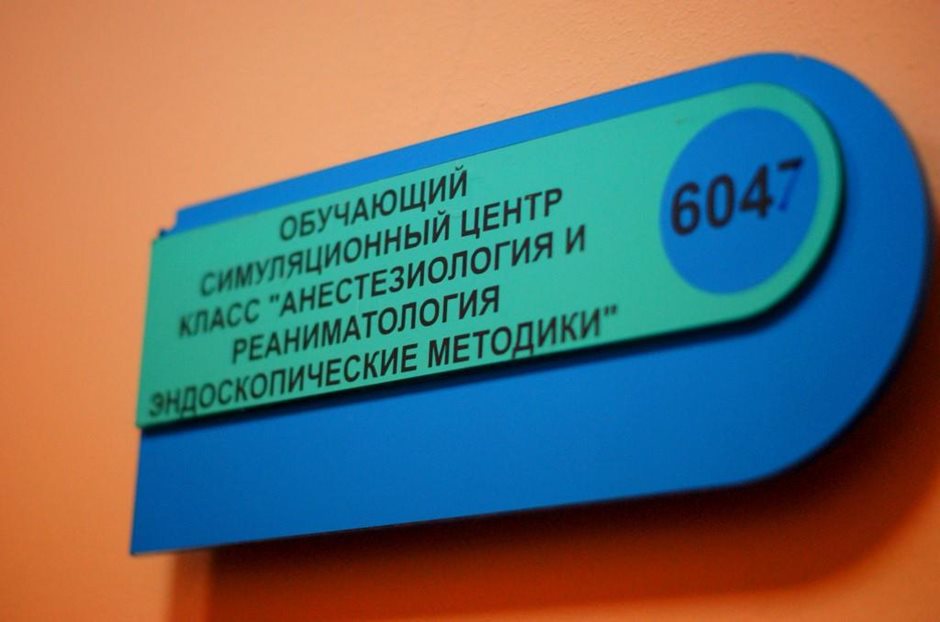 ОБУЧАЮЩИЙ
СИМУЛЯЦИОННЫЙ ЦЕНТР
КЛАСС "АНЕСТЕЗИОЛОГИЯ И
РЕАНИМАТОЛОГИЯ
ЭНДОСКОПИЧЕСКИЕ МЕТОДИКИ"
6047